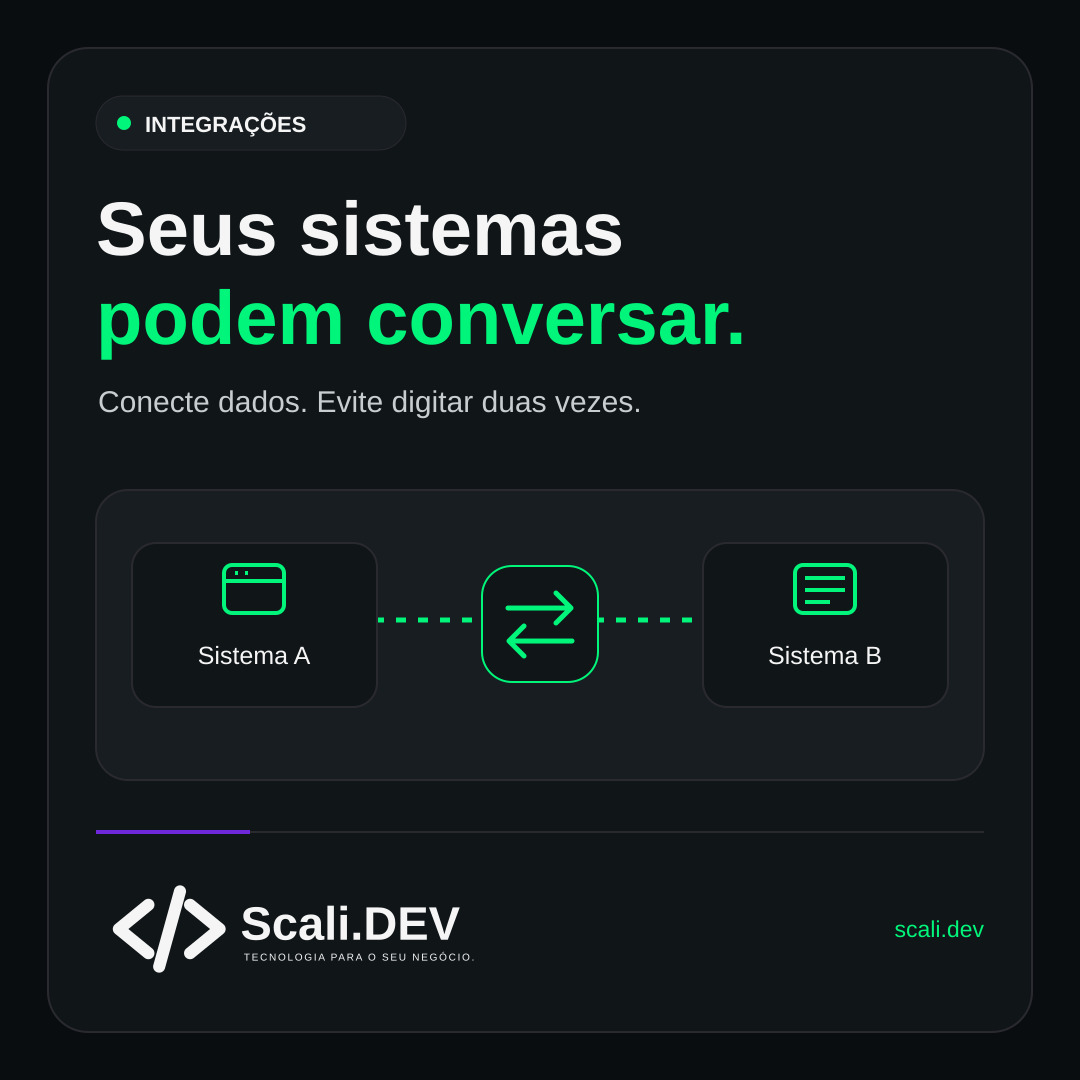 INTEGRAÇÕES
Seus sistemas
podem conversar.
Conecte dados. Evite digitar duas vezes.
Sistema A
Sistema B
Scali.DEV
TECNOLOGIA PARA O SEU NEGÓCIO.
scali.dev